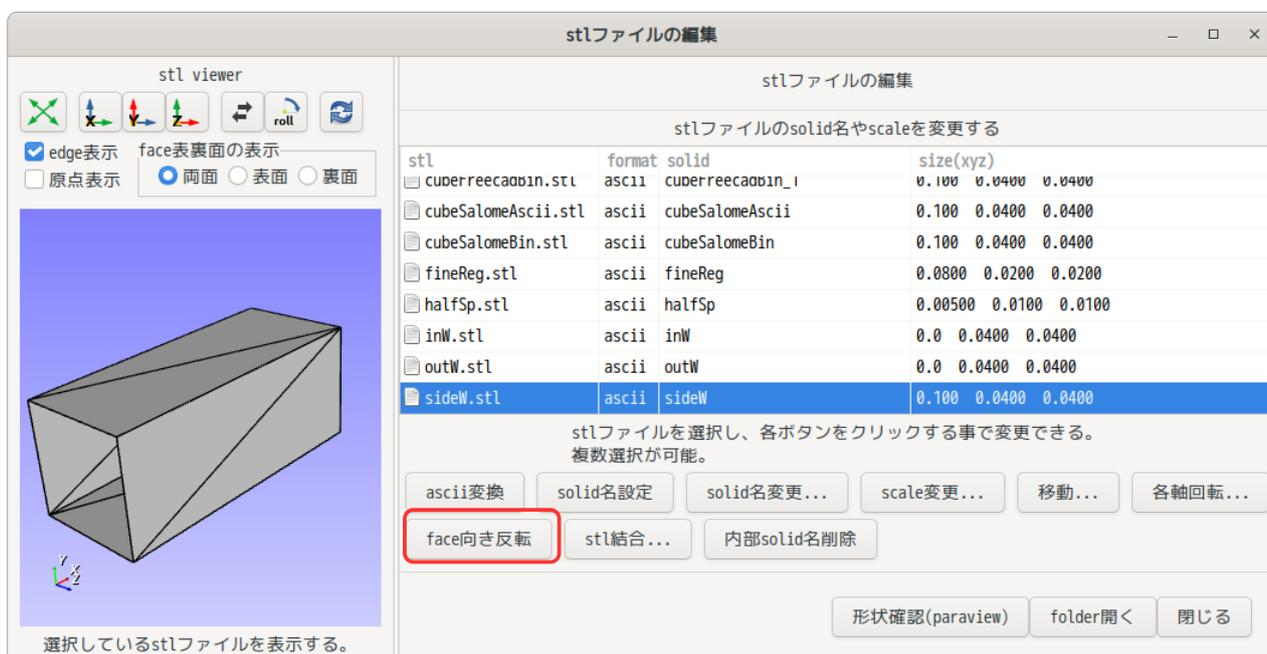 stlファイルの編集
stl viewer
X Y Z roll
edge表示
face表裏面の表示
原点表示
両面 表面 裏面
Y X Z
選択しているstlファイルを表示する。
stlファイルの編集
stlファイルのsolid名やscaleを変更する
stl format solid size(xyz)
cubeFreecadBin.stl ascii cubeFreecadBin_1 0.100 0.0400 0.0400
cubeSalomeAscii.stl ascii cubeSalomeAscii 0.100 0.0400 0.0400
cubeSalomeBin.stl ascii cubeSalomeBin 0.100 0.0400 0.0400
fineReg.stl ascii fineReg 0.0800 0.0200 0.0200
halfSp.stl ascii halfSp 0.00500 0.0100 0.0100
inW.stl ascii inW 0.0 0.0400 0.0400
outW.stl ascii outW 0.0 0.0400 0.0400
sideW.stl ascii sideW 0.100 0.0400 0.0400
stlファイルを選択し、各ボタンをクリックする事で変更できる。
複数選択が可能。
ascii変換 solid名設定 solid名変更... scale変更... 移動... 各軸回転...
face向き反転 stl結合... 内部solid名削除
形状確認(paraview) folder開く 閉じる